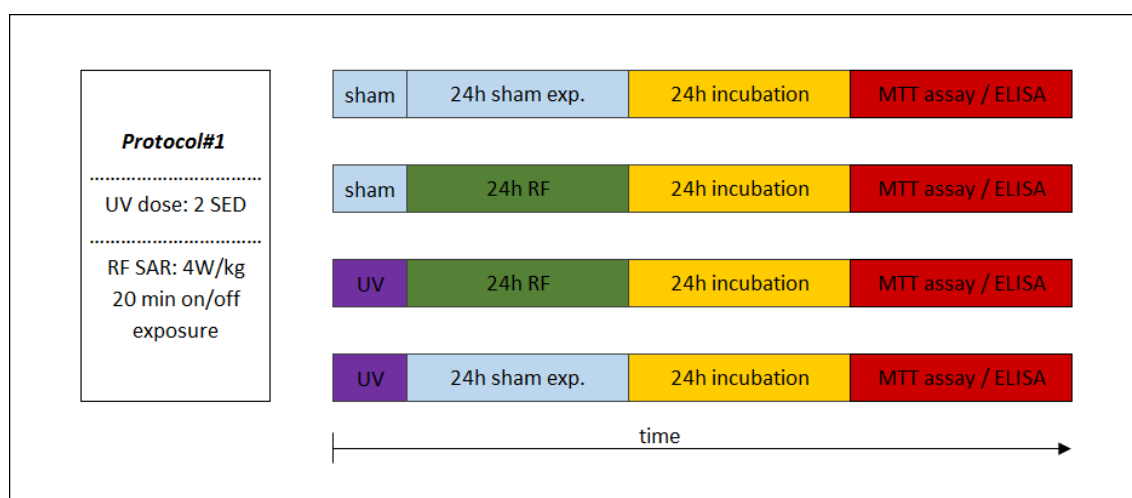 Protocol#1
....................................
UV dose: 2 SED
....................................
RF SAR: 4W/kg
20 min on/off
exposure
sham 24h sham exp. 24h incubation MTT assay / ELISA
sham 24h RF 24h incubation MTT assay / ELISA
UV 24h RF 24h incubation MTT assay / ELISA
UV 24h sham exp. 24h incubation MTT assay / ELISA
time